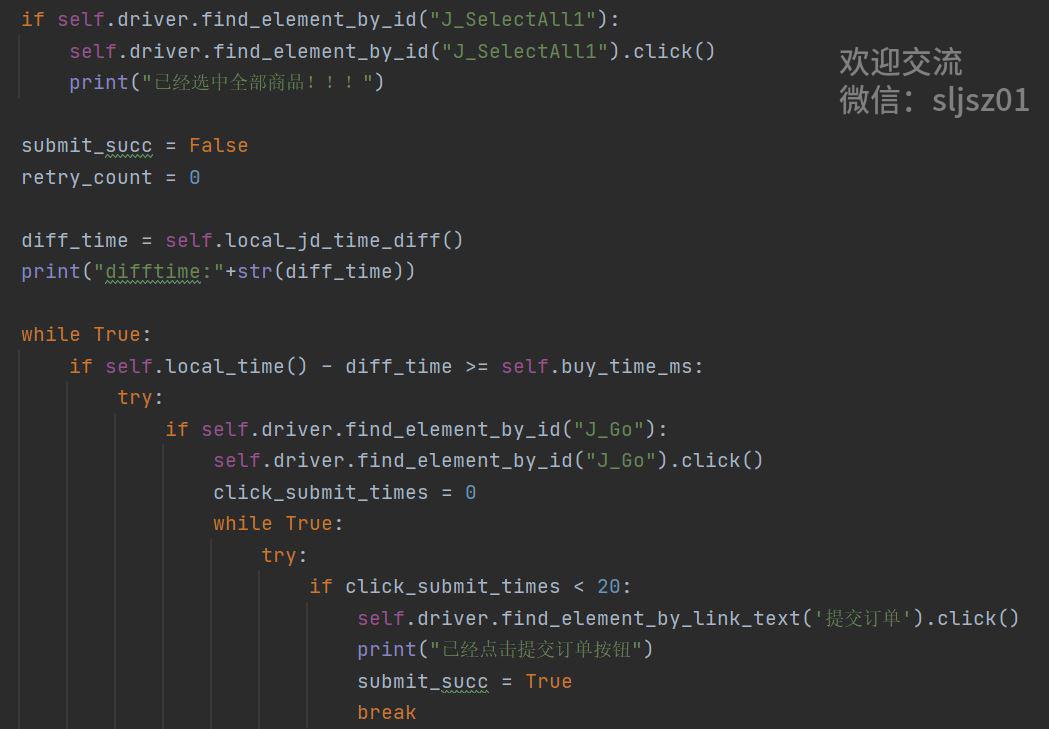 if self.driver.find_element_by_id("J_SelectAll1"):
self.driver.find_element_by_id("J_SelectAll1").click()
print("已经选中全部商品！！！")
欢迎交流
微信：sljsz01
submit_succ = False
retry_count = 0
diff_time = self.local_jd_time_diff()
print("difftime:"+str(diff_time))
while True:
if self.local_time() - diff_time >= self.buy_time_ms:
try:
if self.driver.find_element_by_id("J_Go"):
self.driver.find_element_by_id("J_Go").click()
click_submit_times = 0
while True:
try:
if click_submit_times < 20:
self.driver.find_element_by_link_text('提交订单').click()
print("已经点击提交订单按钮")
submit_succ = True
break